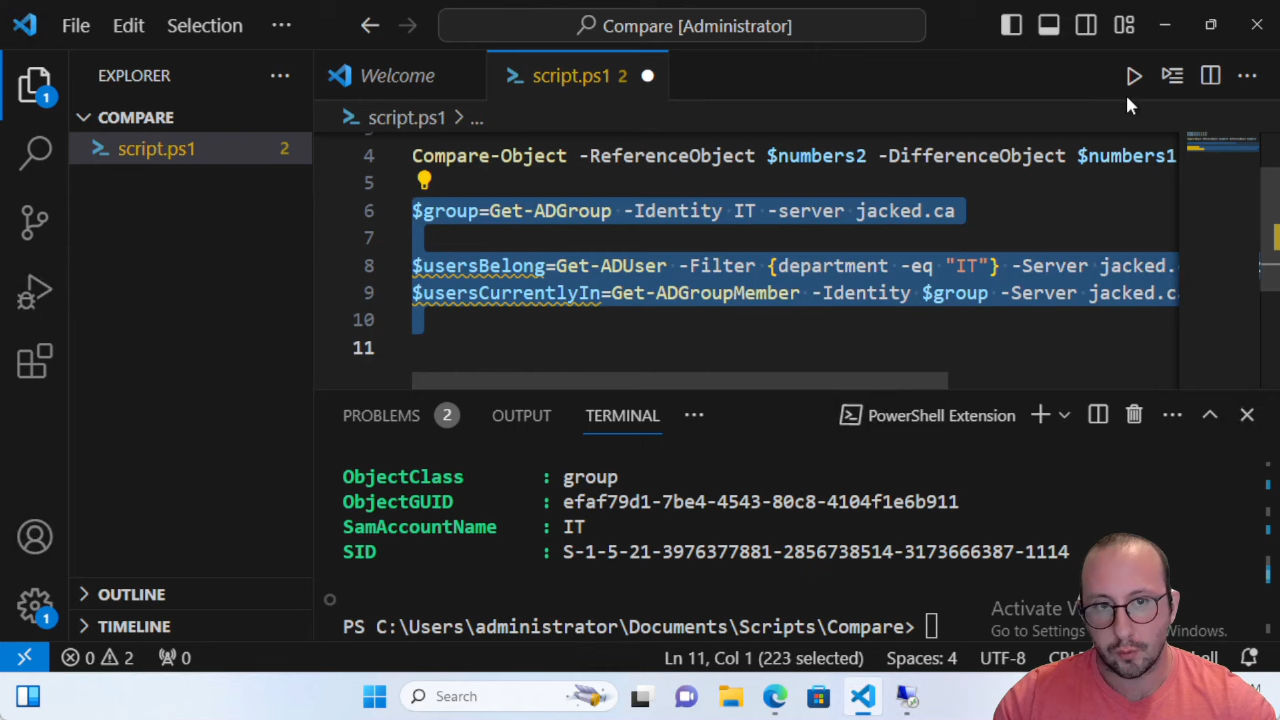 File Edit Selection ··· Compare [Administrator]
EXPLORER ··· Welcome script.ps1 2
COMPARE
script.ps1 > ...
script.ps1 2
4 Compare-Object -ReferenceObject $numbers2 -DifferenceObject $numbers1
5
6 $group=Get-ADGroup -Identity IT -server jacked.ca
7
8 $usersBelong=Get-ADUser -Filter {department -eq "IT"} -Server jacked.
9 $usersCurrentlyIn=Get-ADGroupMember -Identity $group -Server jacked.c
10
11
PROBLEMS 2 OUTPUT TERMINAL ··· PowerShell Extension
ObjectClass : group
ObjectGUID : efaf79d1-7be4-4543-80c8-4104f1e6b911
SamAccountName : IT
SID : S-1-5-21-3976377881-2856738514-3173666387-1114
PS C:\Users\administrator\Documents\Scripts\Compare>
OUTLINE
TIMELINE
1
1
Activate
Go to Settings Windows.
0 2 0 Ln 11, Col 1 (223 selected) Spaces: 4 UTF-8
Search